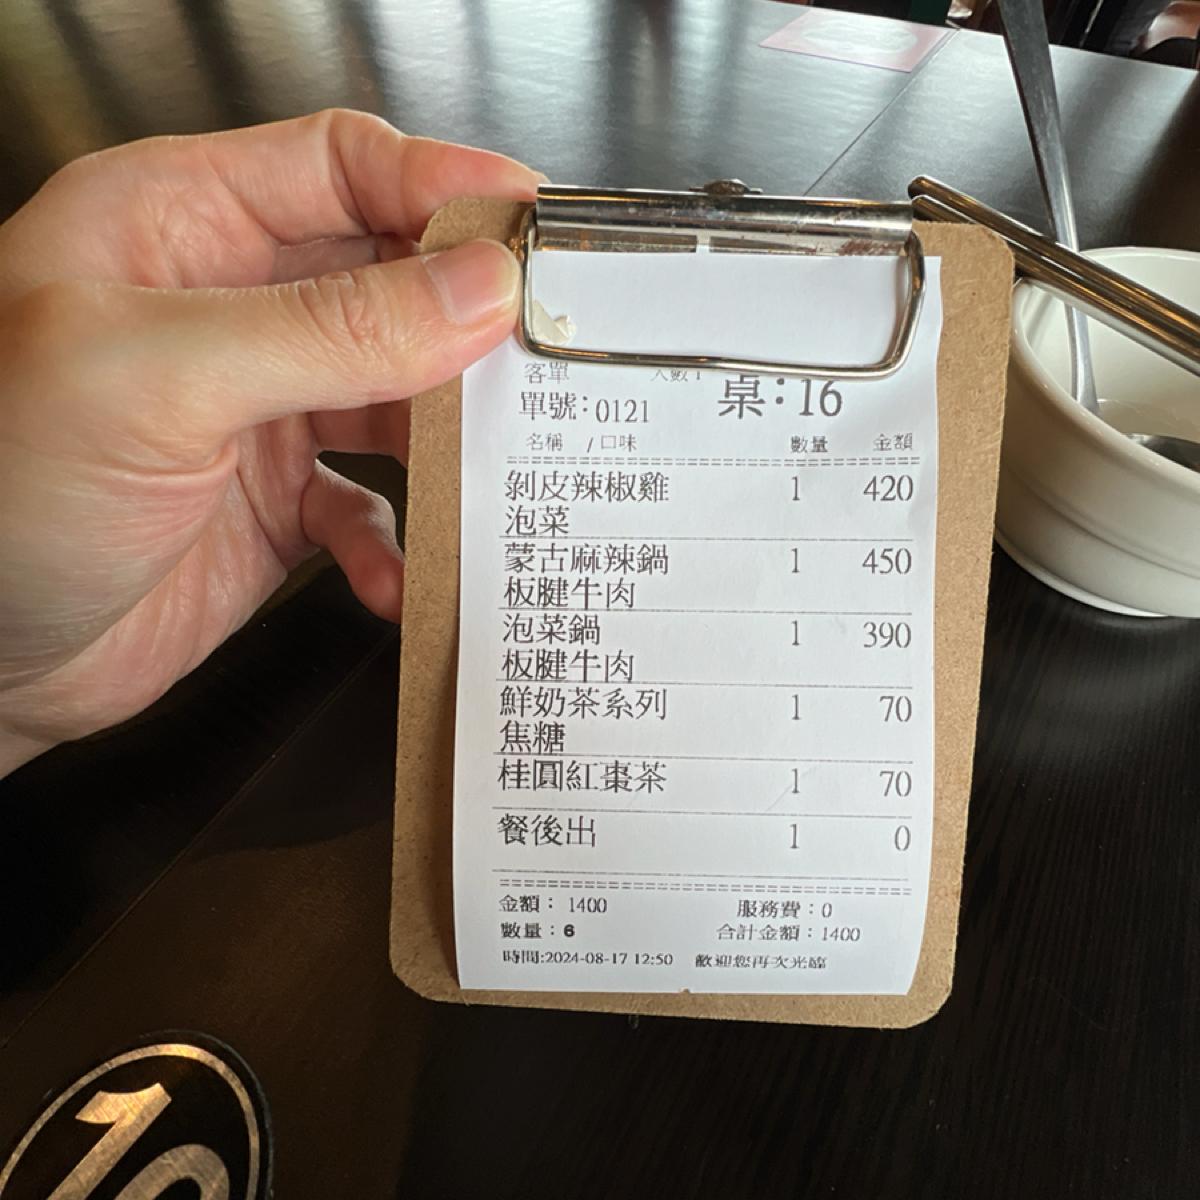 客單 人數1 桌：16
單號：0121
名稱 / 口味 數量 金額
剝皮辣椒雞 1 420
泡菜
蒙古麻辣鍋 1 450
板腱牛肉
泡菜鍋 1 390
板腱牛肉
鮮奶茶系列 1 70
焦糖
桂圓紅棗茶 1 70
餐後出 1 0
金額： 1400 服務費：0
數量：6 合計金額：1400
時間:2024-08-17 12:50 歡迎您再次光臨